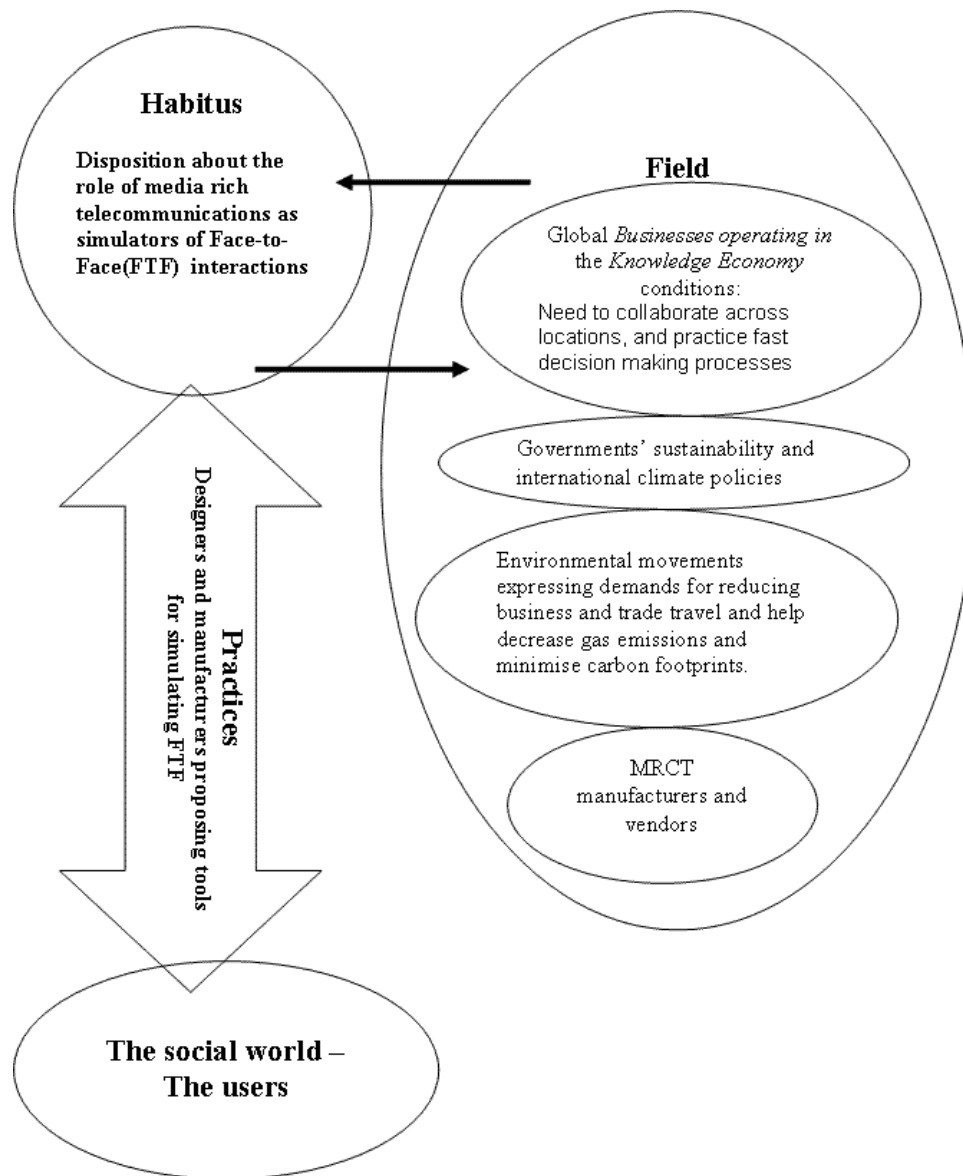 Habitus
Disposition about the
role of media rich
telecommunications as
simulators of Face-to-
Face(FTF) interactions
Field
Global Businesses operating in
the Knowledge Economy
conditions:
Need to collaborate across
locations, and practice fast
decision making processes
Governments’ sustainability and
international climate policies
Environmental movements
expressing demands for reducing
business and trade travel and help
decrease gas emissions and
minimise carbon footprints.
MRCT
manufacturers and
vendors
Practices
Designers and manufacturers proposing tools
for simulating FTF
The social world –
The users